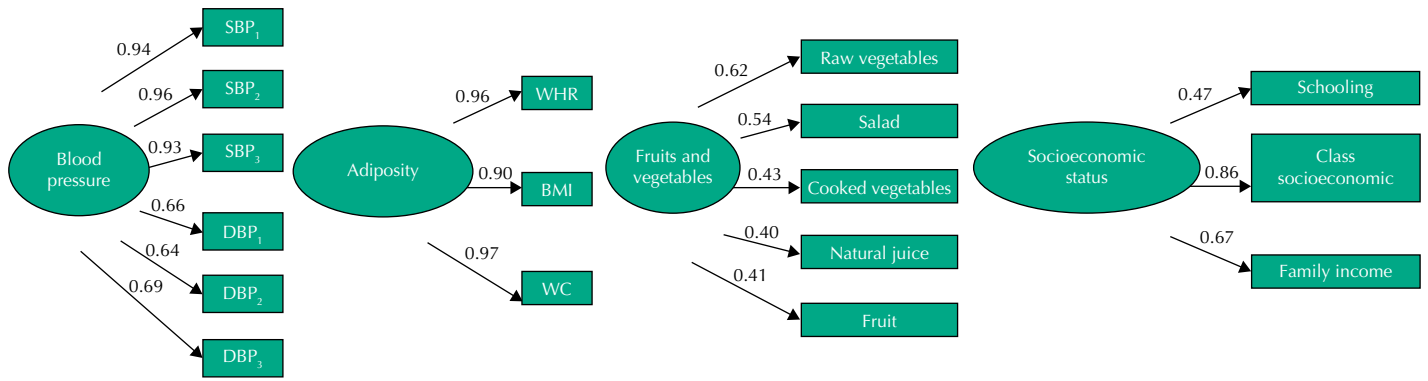 Blood
pressure
0.94
SBP1
0.96
SBP2
0.93
SBP3
0.66
DBP1
0.64
DBP2
0.69
DBP3
Adiposity
0.96
WHR
0.90
BMI
0.97
WC
Fruits and
vegetables
0.62
Raw vegetables
0.54
Salad
0.43
Cooked vegetables
0.40
Natural juice
0.41
Fruit
Socioeconomic
status
0.47
Schooling
0.86
Class
socioeconomic
0.67
Family income